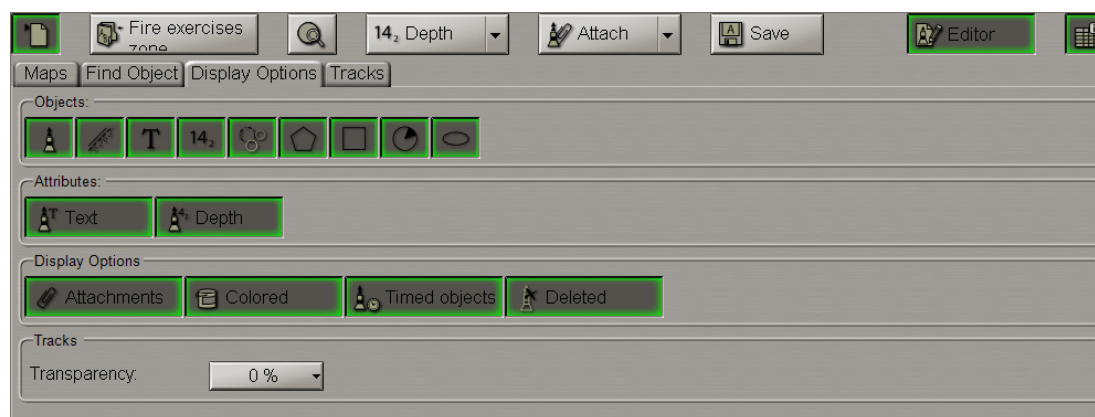 Fire exercises
zone
14₂ Depth
Attach
A
Save
Editor
Maps
Find Object
Display Options
Tracks
Objects:
T
14₂
Attributes:
T Text
4₂ Depth
Display Options
Attachments
Colored
Timed objects
Deleted
Tracks
Transparency:
0 %